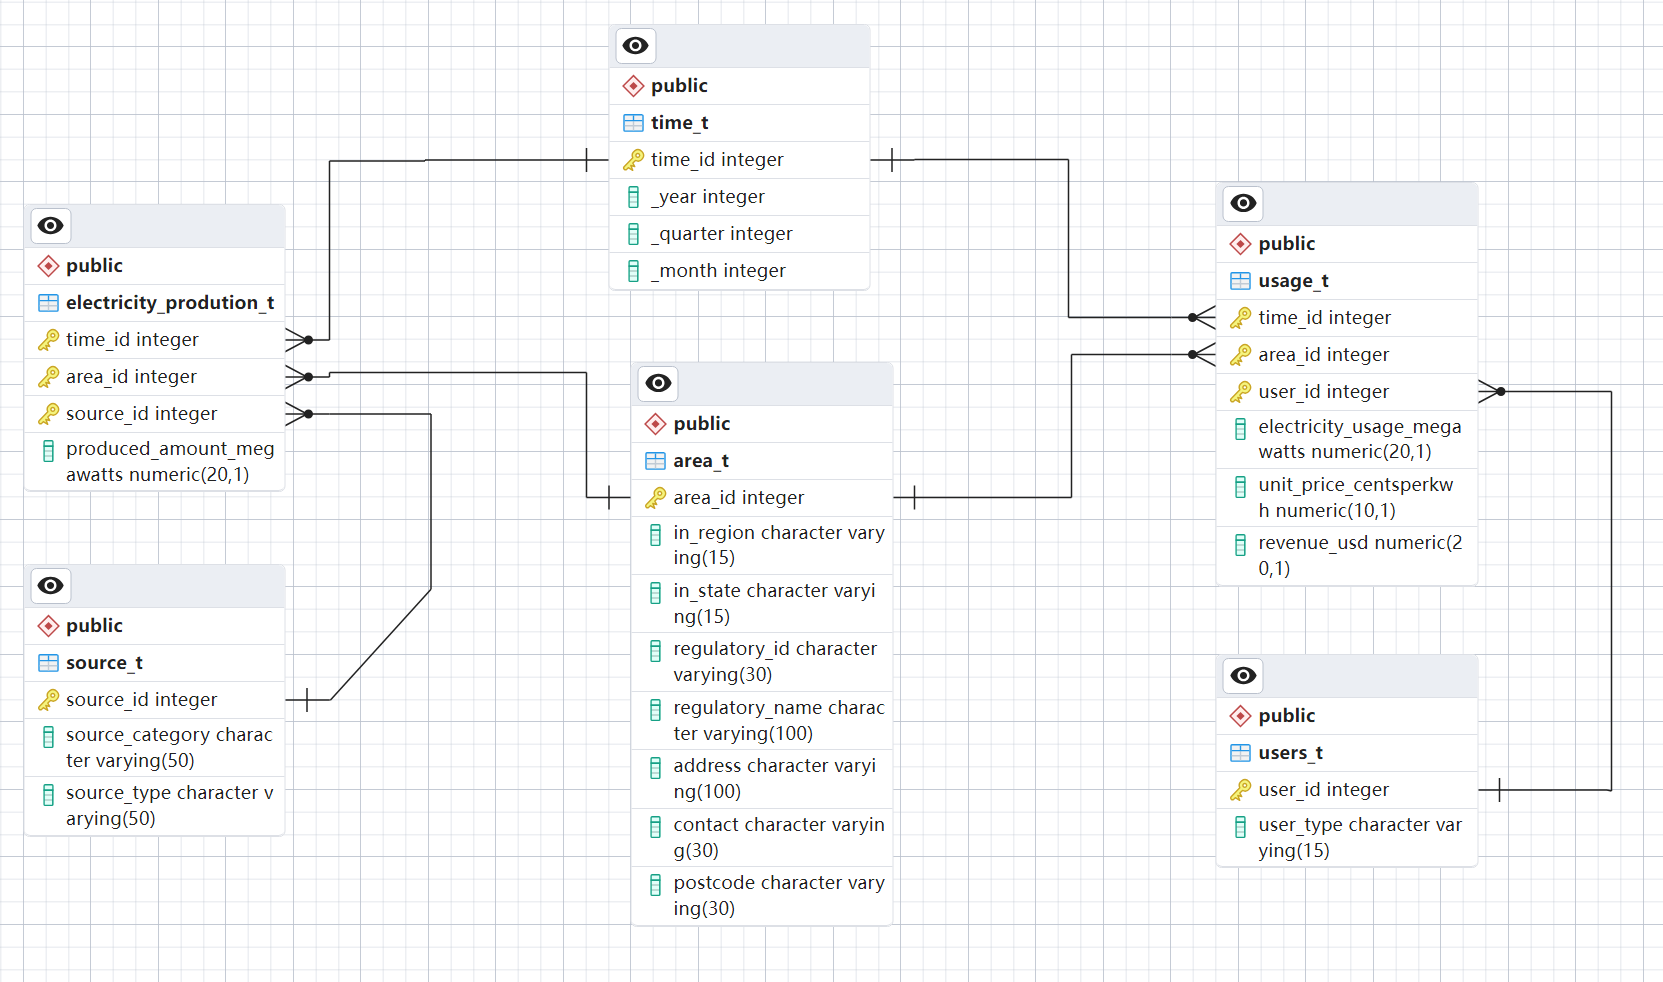 public
time_t
time_id integer
_year integer
_quarter integer
_month integer
public
electricity_prodution_t
time_id integer
area_id integer
source_id integer
produced_amount_meg
awatts numeric(20,1)
public
source_t
source_id integer
source_category charac
ter varying(50)
source_type character v
arying(50)
public
area_t
area_id integer
in_region character vary
ing(15)
in_state character varyi
ng(15)
regulatory_id character
varying(30)
regulatory_name charac
ter varying(100)
address character varyi
ng(100)
contact character varyin
g(30)
postcode character vary
ing(30)
public
usage_t
time_id integer
area_id integer
user_id integer
electricity_usage_mega
watts numeric(20,1)
unit_price_centsperkw
h numeric(10,1)
revenue_usd numeric(2
0,1)
public
users_t
user_id integer
user_type character var
ying(15)